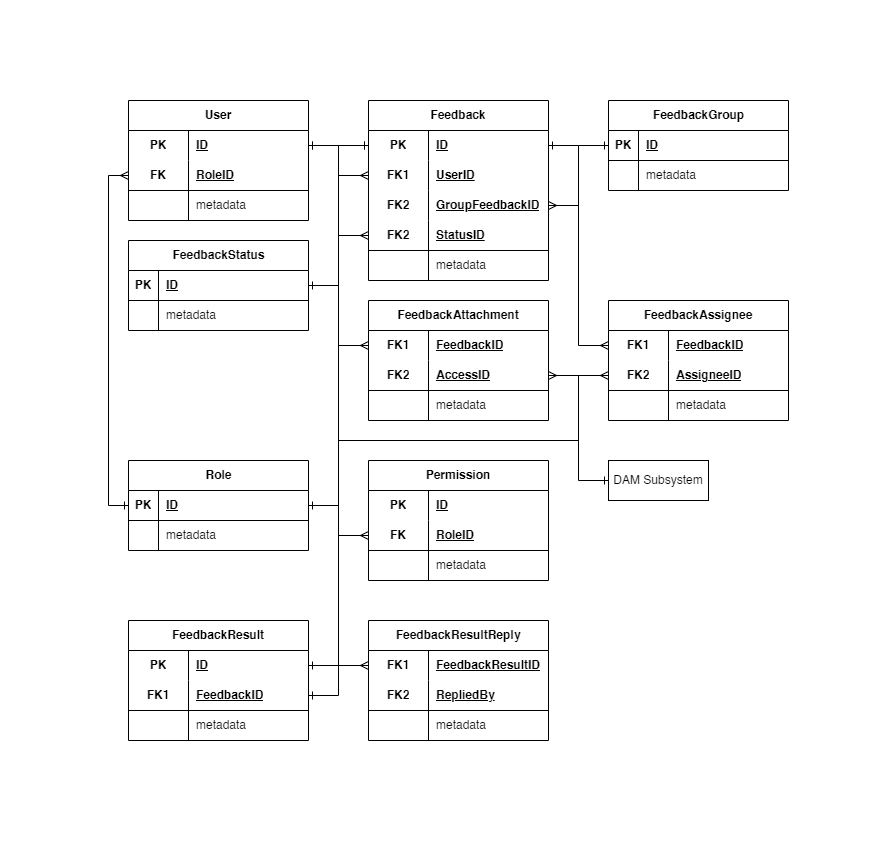 User
PK ID
FK RoleID
metadata
Feedback
PK ID
FK1 UserID
FK2 GroupFeedbackID
FK2 StatusID
metadata
FeedbackGroup
PK ID
metadata
FeedbackStatus
PK ID
metadata
FeedbackAttachment
FK1 FeedbackID
FK2 AccessID
metadata
FeedbackAssignee
FK1 FeedbackID
FK2 AssigneeID
metadata
Role
PK ID
metadata
Permission
PK ID
FK RoleID
metadata
DAM Subsystem
FeedbackResult
PK ID
FK1 FeedbackID
metadata
FeedbackResultReply
FK1 FeedbackResultID
FK2 RepliedBy
metadata